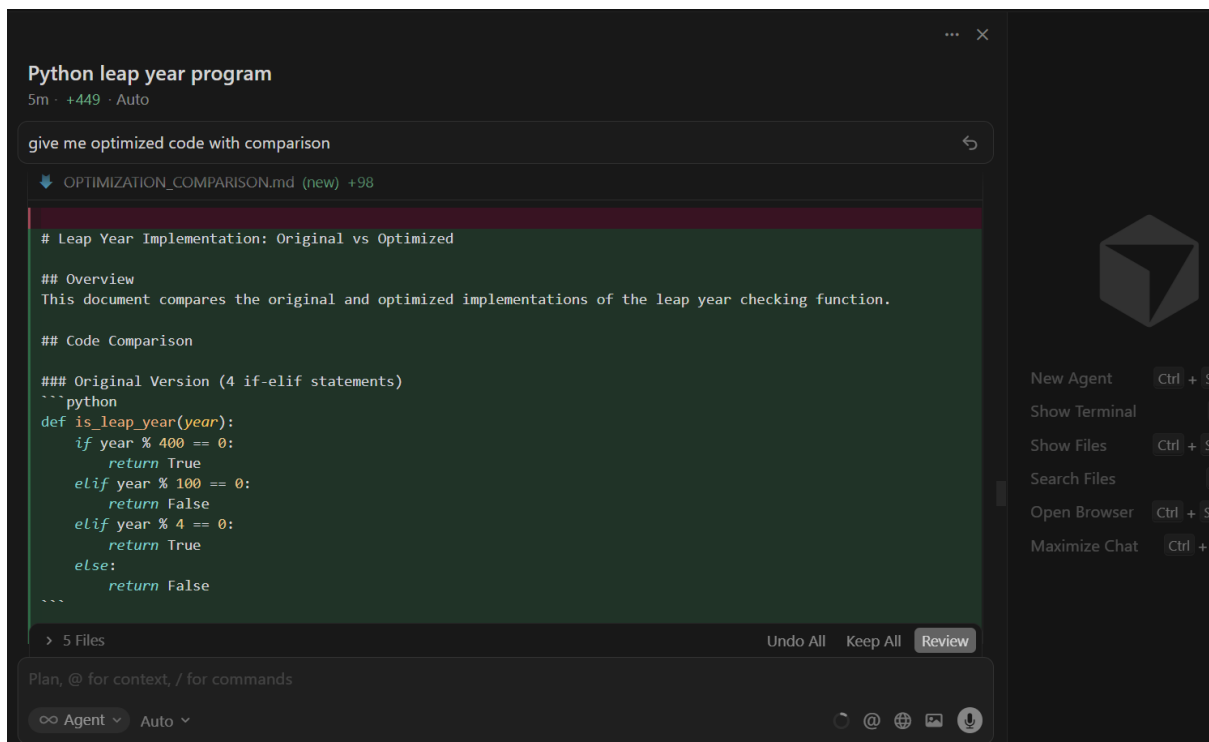 Python leap year program
5m · +449 · Auto
give me optimized code with comparison
OPTIMIZATION_COMPARISON.md (new) +98
# Leap Year Implementation: Original vs Optimized
## Overview
This document compares the original and optimized implementations of the leap year checking function.
## Code Comparison
### Original Version (4 if-elif statements)
```python
def is_leap_year(year):
    if year % 400 == 0:
        return True
    elif year % 100 == 0:
        return False
    elif year % 4 == 0:
        return True
    else:
        return False
```
> 5 Files Undo All Keep All Review
Plan, @ for context, / for commands
∞ Agent Auto
New Agent Ctrl +
Show Terminal
Show Files Ctrl +
Search Files
Open Browser Ctrl +
Maximize Chat Ctrl +